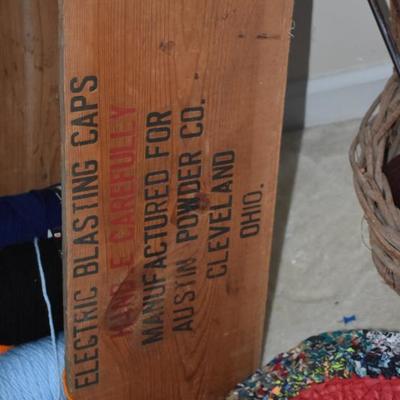 ELECTRIC BLASTING CAPS
HANDLE CAREFULLY
MANUFACTURED FOR
AUSTIN POWDER CO.
CLEVELAND
OHIO.